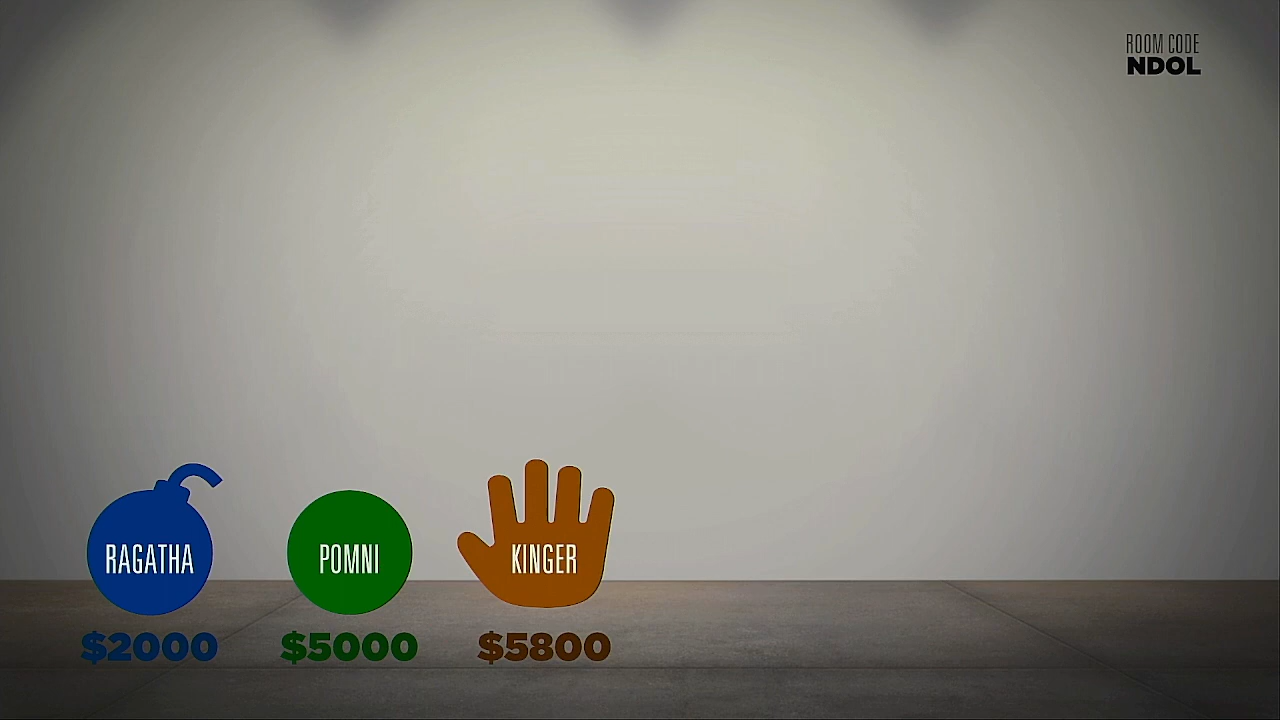 ROOM CODE
NDOL
RAGATHA
POMNI
KINGER
$2000
$5000
$5800